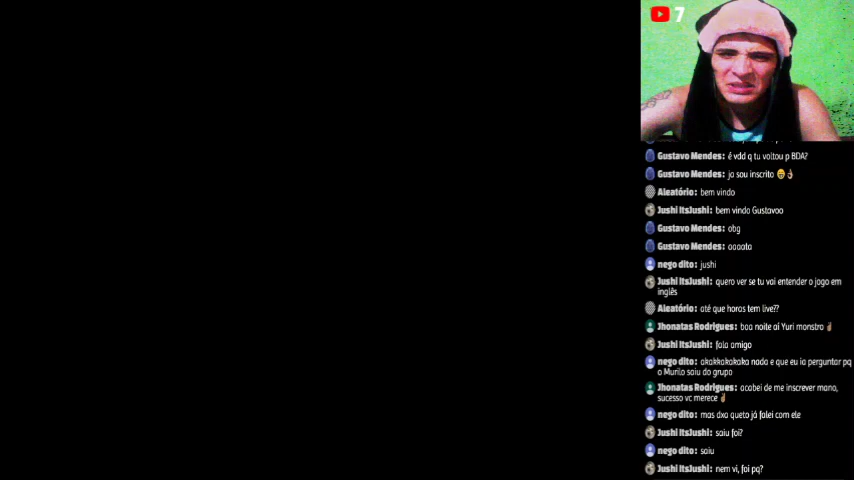 7
Gustavo Mendes: é vdd q tu voltou p BDA?
Gustavo Mendes: ja sou inscrito 😁👌
Aleatório: bem vindo
Jushi ItsJushi: bem vindo Gustavoo
Gustavo Mendes: obg
Gustavo Mendes: oaaata
nego dito: jushi
Jushi ItsJushi: quero ver se tu vai entender o jogo em
inglês
Aleatório: até que horas tem live??
Jhonatas Rodrigues: boa noite aí Yuri monstro ✌
Jushi ItsJushi: fala amigo
nego dito: akakkakakaka nada e que eu ia perguntar pq
o Murilo saiu do grupo
Jhonatas Rodrigues: acabei de me inscrever mano,
sucesso vc merece ✌
nego dito: mas dxa queto já falei com ele
Jushi ItsJushi: saiu foi?
nego dito: saiu
Jushi ItsJushi: nem vi, foi pq?